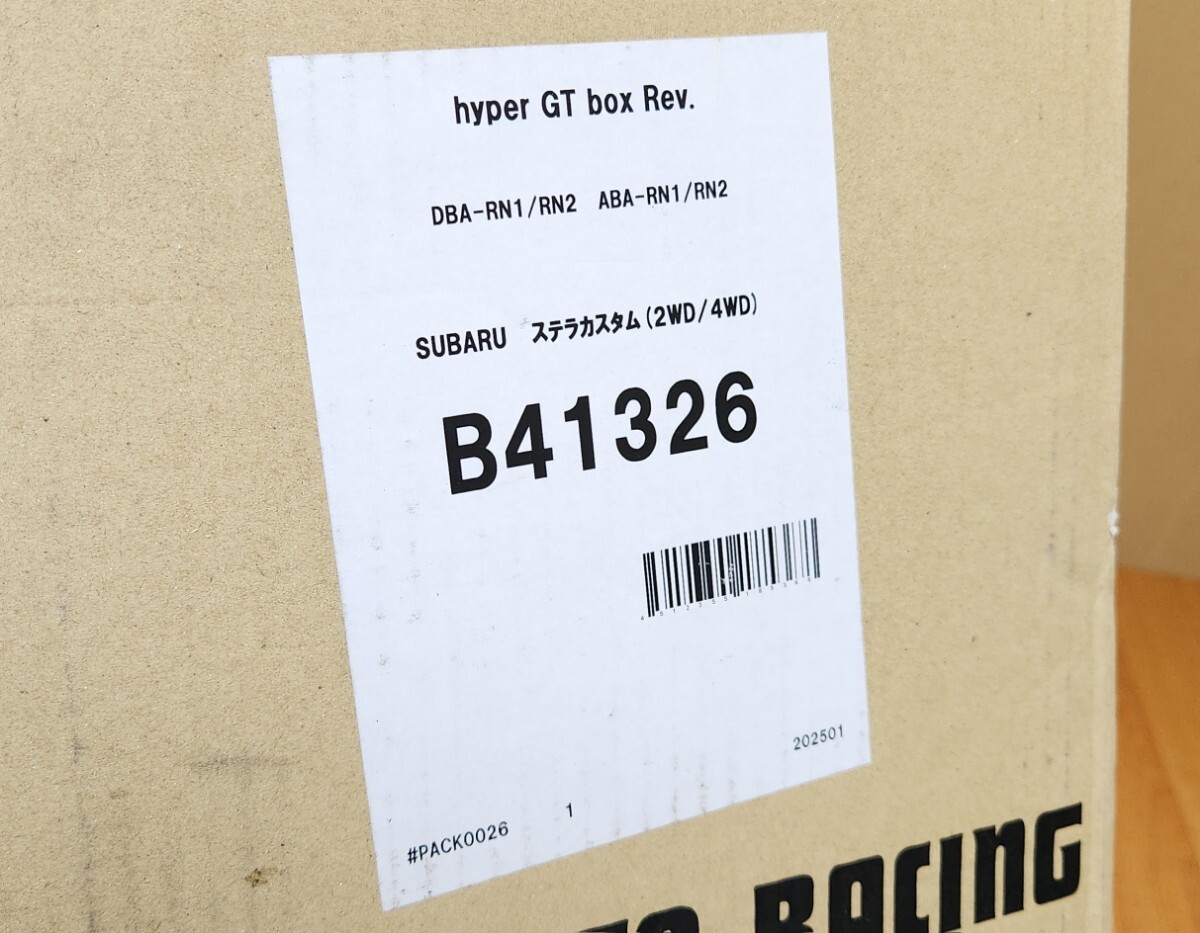 hyper GT box Rev.
DBA-RN1/RN2 ABA-RN1/RN2
SUBARU ステラカスタム(2WD/4WD)
B41326
202501
#PACK0026 1
RACING